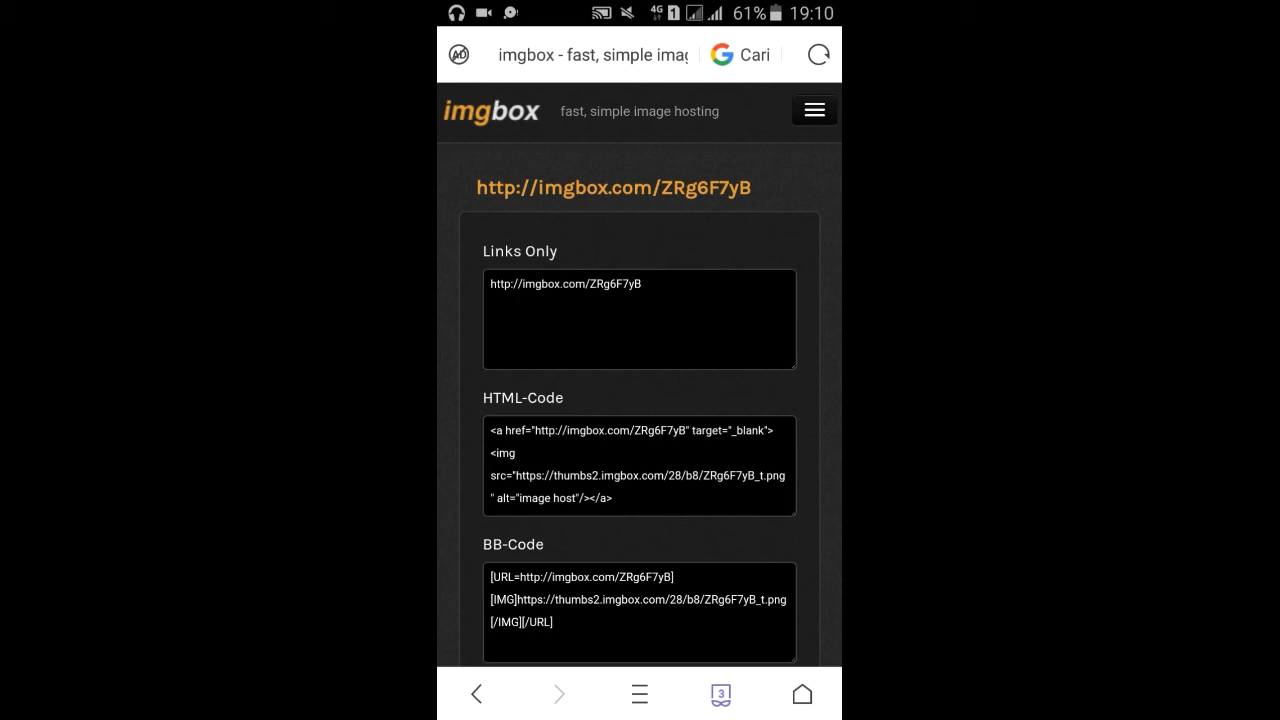 4G 1 61% 19:10
AD imgbox - fast, simple imag Cari
imgbox fast, simple image hosting
http://imgbox.com/ZRg6F7yB
Links Only
http://imgbox.com/ZRg6F7yB
HTML-Code
<a href="http://imgbox.com/ZRg6F7yB" target="_blank">
<img
src="https://thumbs2.imgbox.com/28/b8/ZRg6F7yB_t.png
" alt="image host"/></a>
BB-Code
[URL=http://imgbox.com/ZRg6F7yB]
[IMG]https://thumbs2.imgbox.com/28/b8/ZRg6F7yB_t.png
[/IMG][/URL]
3